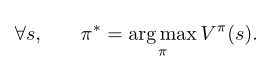 ∀s,  π* = arg max_π V^π(s).